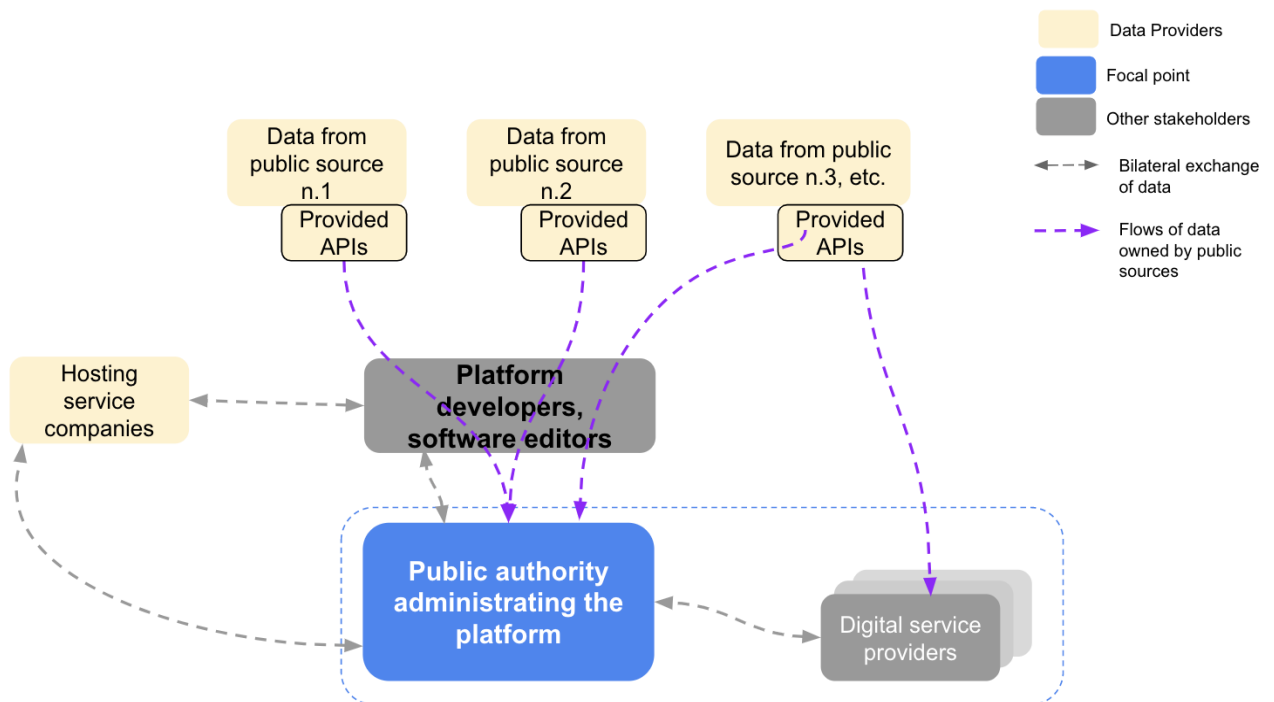 Data Providers
Focal point
Other stakeholders
Bilateral exchange
of data
Flows of data
owned by public
sources
Data from
public source
n.1
Provided
APIs
Data from
public source
n.2
Provided
APIs
Data from public
source n.3, etc.
Provided
APIs
Hosting
service
companies
Platform
developers,
software editors
Public authority
administrating the
platform
Digital service
providers